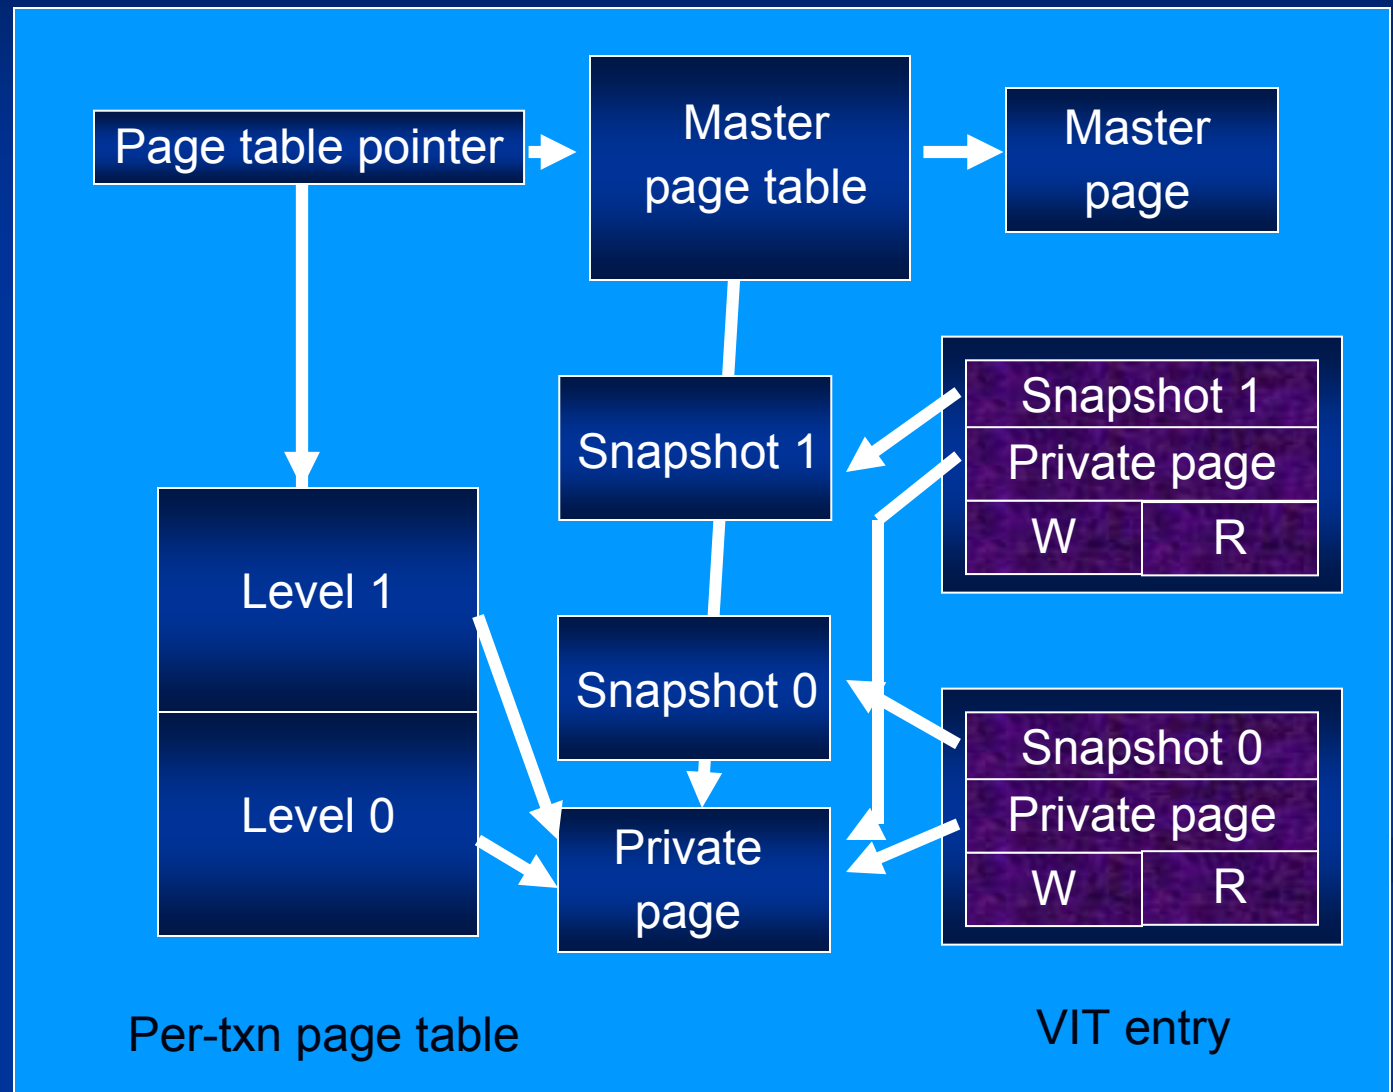 Page table pointer
Master
page table
Master
page
Snapshot 1
Snapshot 1
Private page
W
R
Level 1
Snapshot 0
Snapshot 0
Private page
W
R
Level 0
Private
page
Per-txn page table
VIT entry